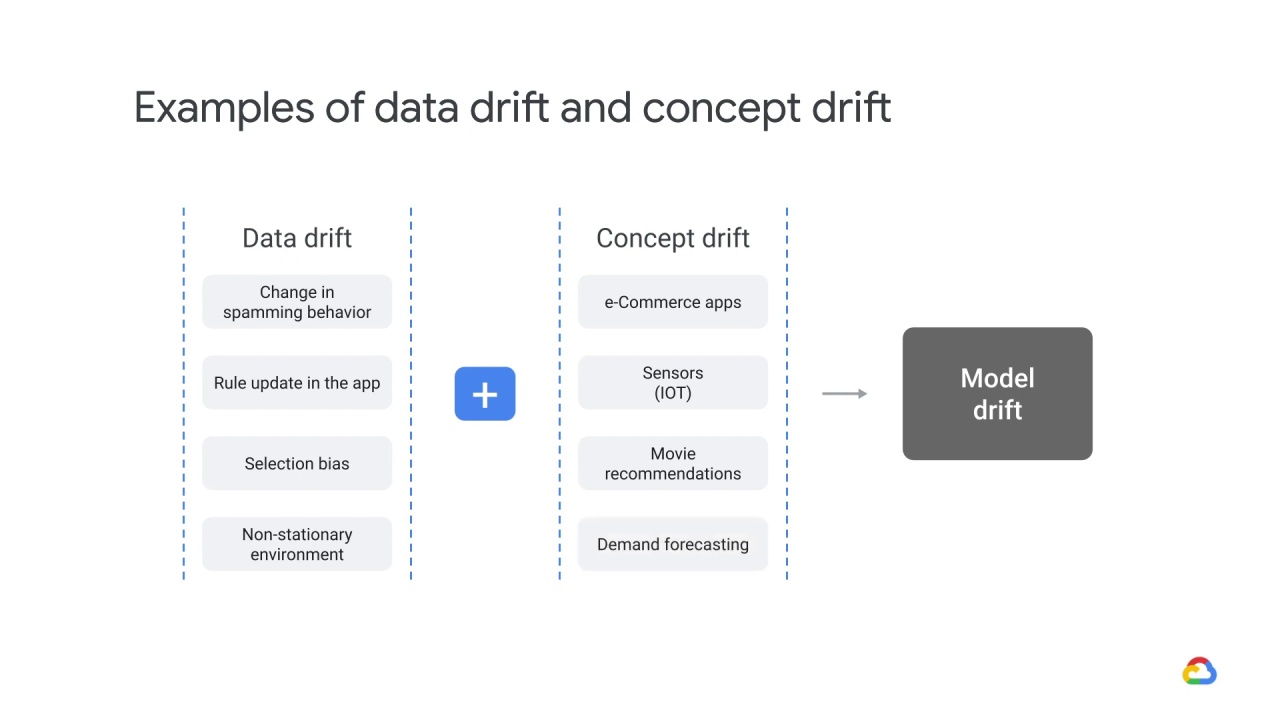 Examples of data drift and concept drift
Data drift
Change in
spamming behavior
Rule update in the app
Selection bias
Non-stationary
environment
+
Concept drift
e-Commerce apps
Sensors
(IOT)
Movie
recommendations
Demand forecasting
Model
drift